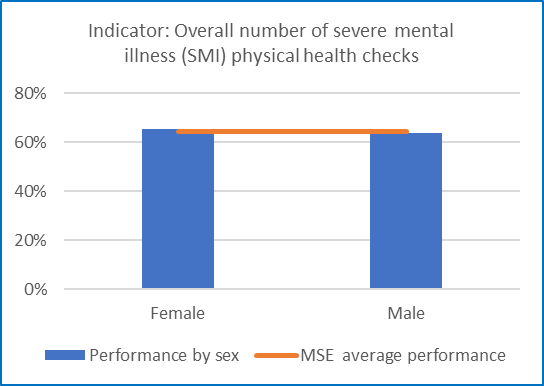 Indicator: Overall number of severe mental
illness (SMI) physical health checks
80%
60%
40%
20%
0%
Female
Male
Performance by sex
MSE average performance